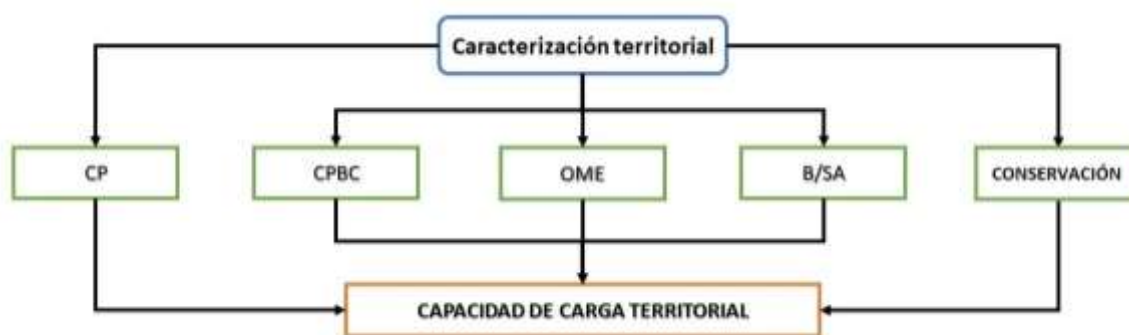 Caracterización territorial
CP
CPBC
OME
B/SA
CONSERVACIÓN
CAPACIDAD DE CARGA TERRITORIAL